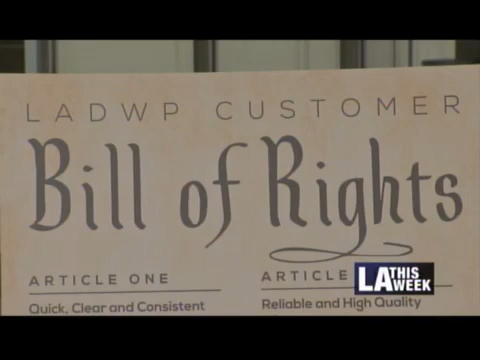 LADWP CUSTOMER
Bill of Rights
ARTICLE ONE
Quick, Clear and Consistent
ARTICLE
Reliable and High Quality
LA THIS WEEK